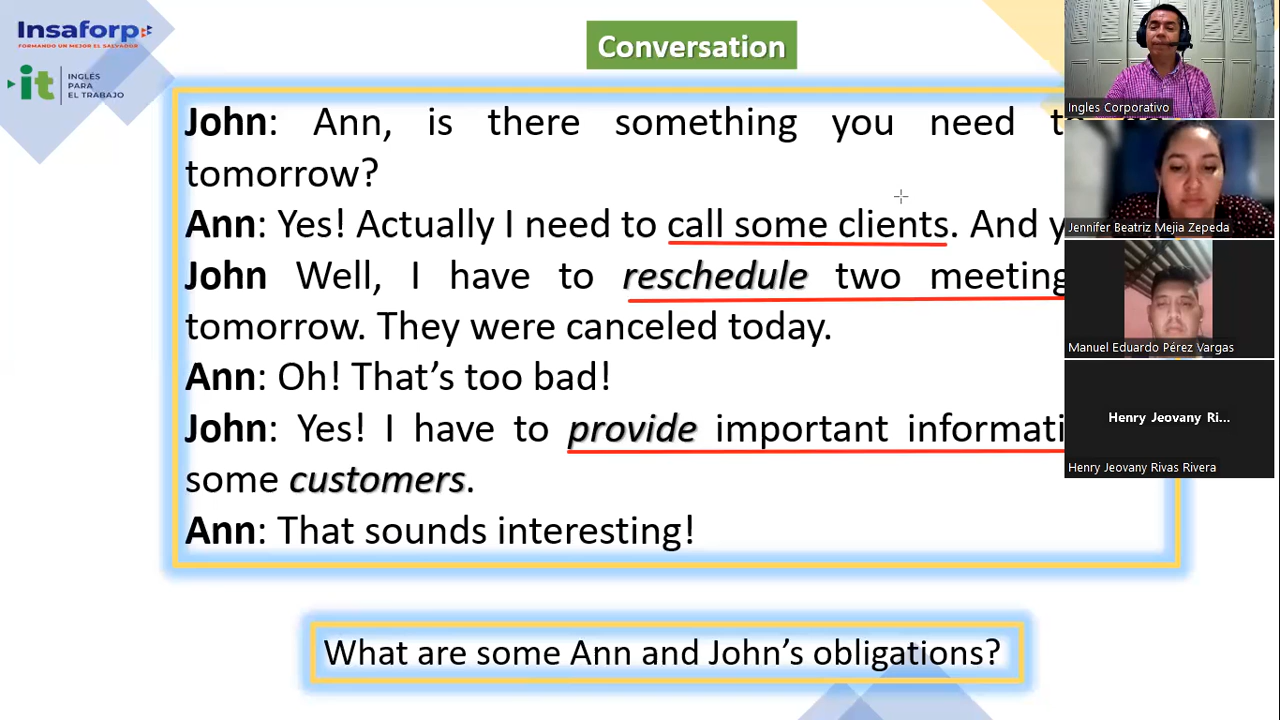 Insaforp
FORMANDO UN MEJOR EL SALVADOR
it
INGLÉS
PARA
EL TRABAJO
Conversation
John: Ann, is there something you need
tomorrow?
Ann: Yes! Actually I need to call some clients. And
John Well, I have to reschedule two meeting
tomorrow. They were canceled today.
Ann: Oh! That's too bad!
John: Yes! I have to provide important informati
some customers.
Ann: That sounds interesting!
What are some Ann and John's obligations?
Ingles Corporativo
Jennifer Beatriz Mejia Zepeda
Manuel Eduardo Pérez Vargas
Henry Jeovany Ri...
Henry Jeovany Rivas Rivera